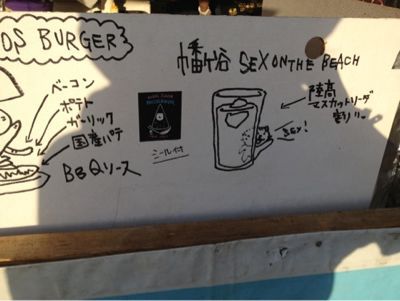 DS BURGER
ベーコン
ポテト
ガーリック
国産パテ
BBQソース
シール付
幡ヶ谷 SEX ON THE BEACH
陸高
マスカットリーダ
SEXY!